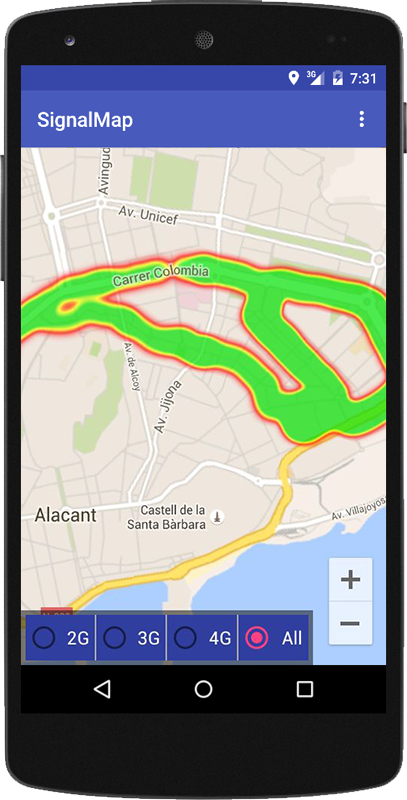 3G 7:31
SignalMap
Avingud
Av. Unicef
Carrer Colombia
Av. de Alcoy
Av. Jijona
Alacant
Castell de la
Santa Bàrbara
Av. Villajoyos
+
−
2G 3G 4G All